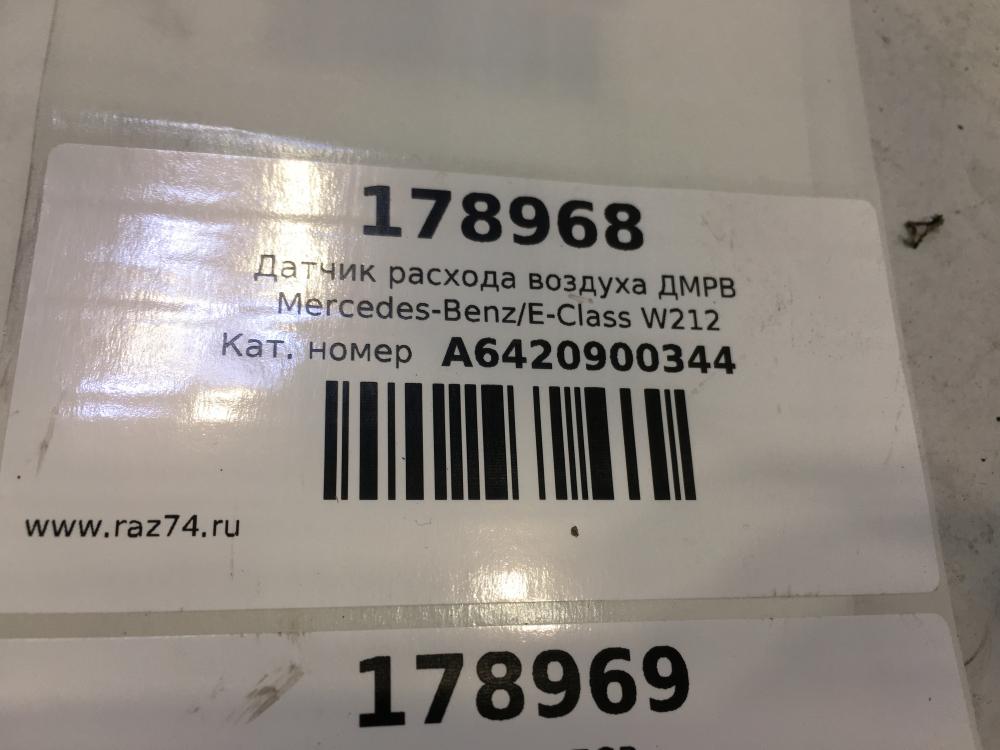 178968
Датчик расхода воздуха ДМРВ
Mercedes-Benz/E-Class W212
Кат. номер A6420900344
www.raz74.ru
178969